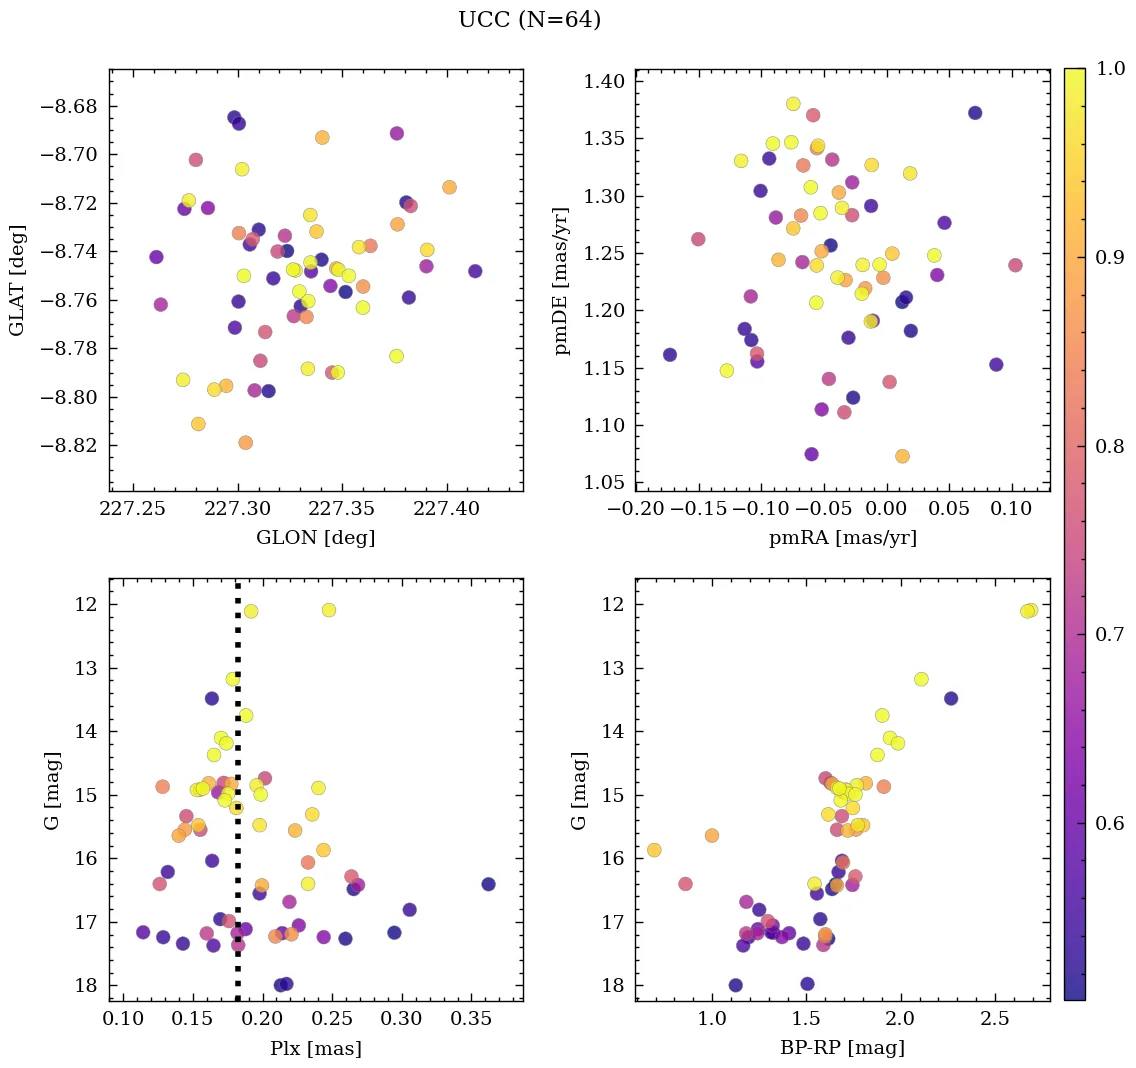 UCC (N=64)
−8.68
−8.70
−8.72
−8.74
−8.76
−8.78
−8.80
−8.82
GLAT [deg]
227.25 227.30 227.35 227.40
GLON [deg]
1.40
1.35
1.30
1.25
1.20
1.15
1.10
1.05
pmDE [mas/yr]
−0.20 −0.15 −0.10 −0.05 0.00 0.05 0.10
pmRA [mas/yr]
12
13
14
15
16
17
18
G [mag]
0.10 0.15 0.20 0.25 0.30 0.35
Plx [mas]
12
13
14
15
16
17
18
G [mag]
1.0 1.5 2.0 2.5
BP-RP [mag]
1.0
0.9
0.8
0.7
0.6